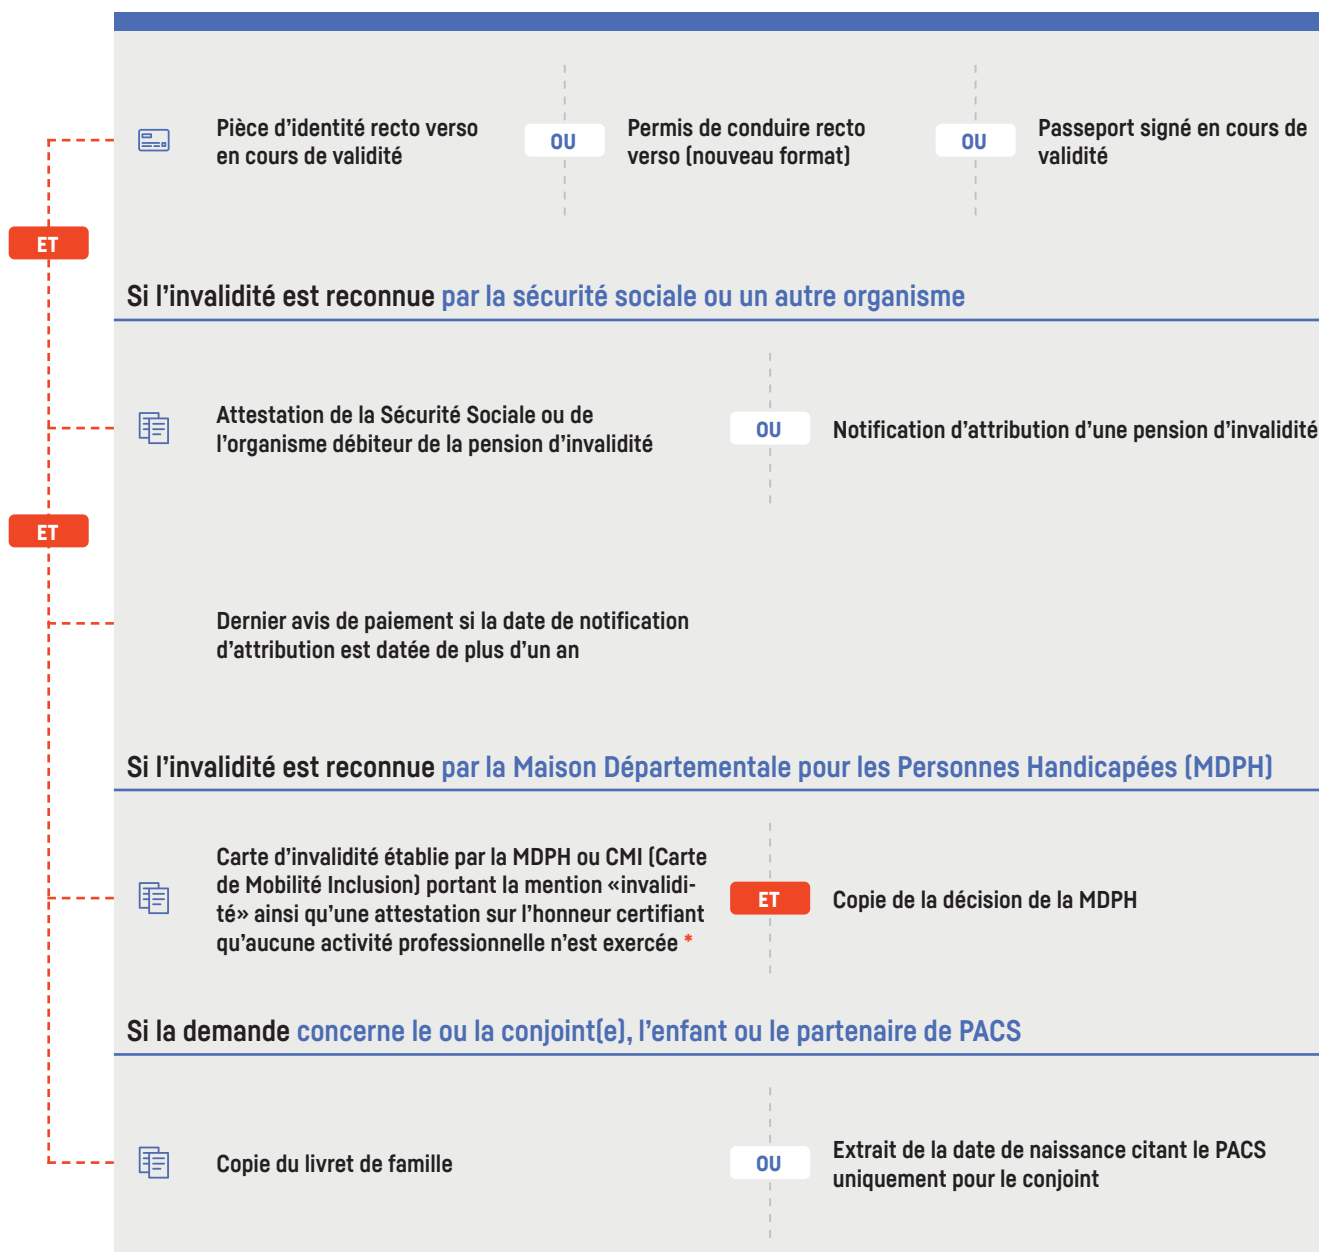 Pièce d'identité recto verso
en cours de validité
OU
Permis de conduire recto
verso (nouveau format)
OU
Passeport signé en cours de
validité
ET
Si l'invalidité est reconnue par la sécurité sociale ou un autre organisme
Attestation de la Sécurité Sociale ou de
l'organisme débiteur de la pension d'invalidité
OU
Notification d'attribution d'une pension d'invalidité
ET
Dernier avis de paiement si la date de notification
d'attribution est datée de plus d'un an
Si l'invalidité est reconnue par la Maison Départementale pour les Personnes Handicapées (MDPH)
Carte d'invalidité établie par la MDPH ou CMI (Carte
de Mobilité Inclusion) portant la mention «invalidi-
té» ainsi qu'une attestation sur l'honneur certifiant
qu'aucune activité professionnelle n'est exercée *
ET
Copie de la décision de la MDPH
Si la demande concerne le ou la conjoint(e), l'enfant ou le partenaire de PACS
Copie du livret de famille
OU
Extrait de la date de naissance citant le PACS
uniquement pour le conjoint